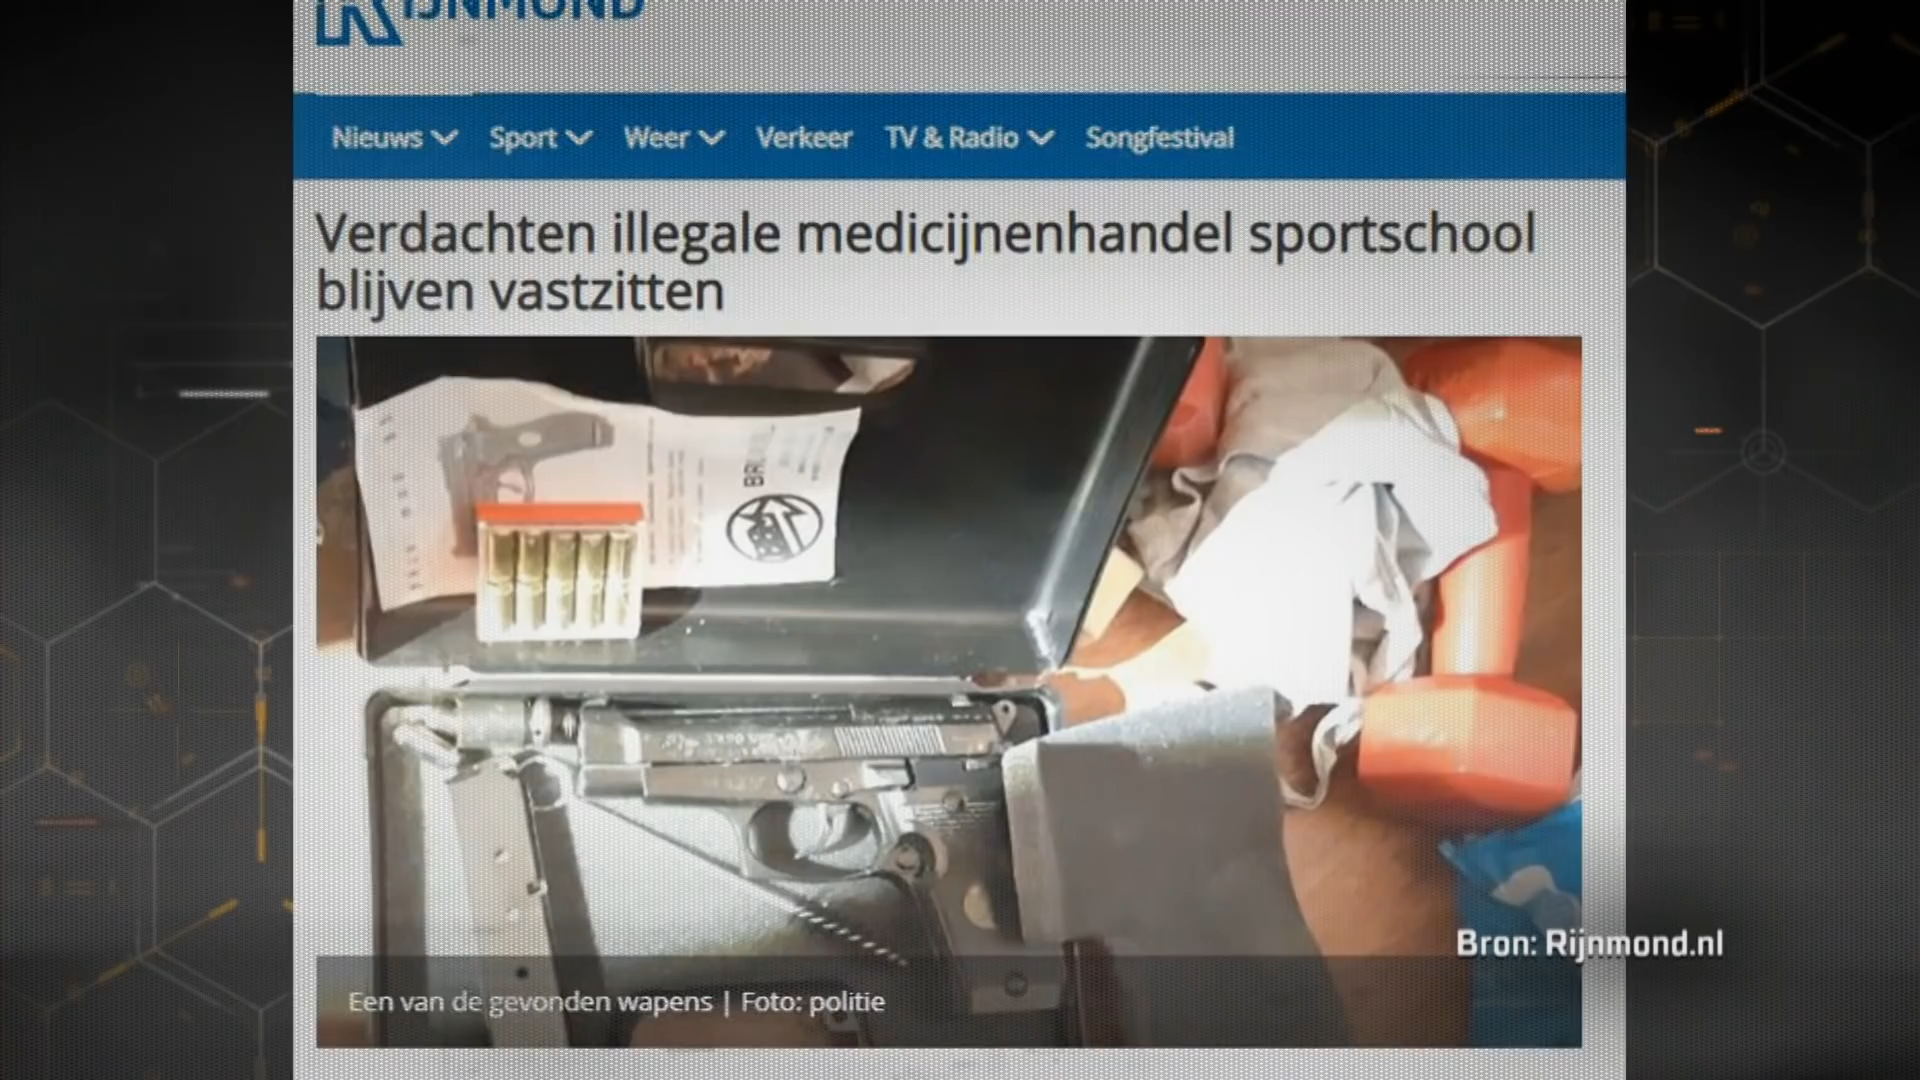 RIJNMOND
Nieuws Sport Weer Verkeer TV & Radio Songfestival
Verdachten illegale medicijnenhandel sportschool
blijven vastzitten
Bron: Rijnmond.nl
Een van de gevonden wapens | Foto: politie